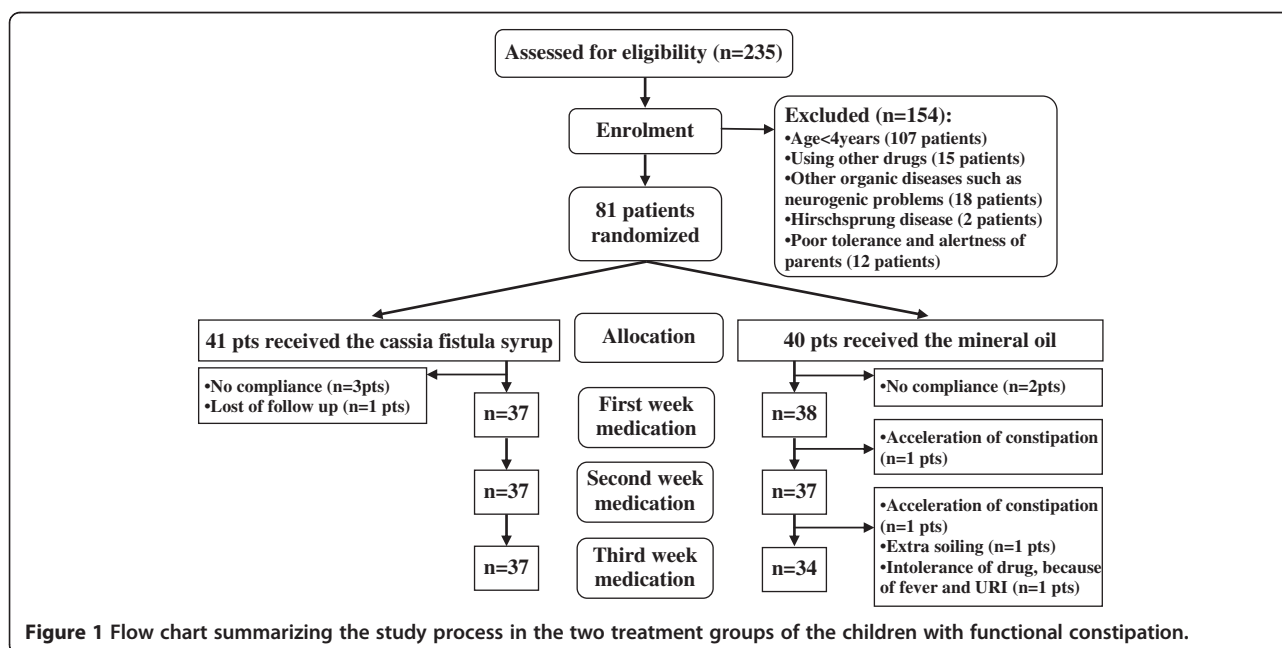 Assessed for eligibility (n=235)
Enrolment
Excluded (n=154):
•Age<4years (107 patients)
•Using other drugs (15 patients)
•Other organic diseases such as
neurogenic problems (18 patients)
•Hirschsprung disease (2 patients)
•Poor tolerance and alertness of
parents (12 patients)
81 patients
randomized
41 pts received the cassia fistula syrup
Allocation
40 pts received the mineral oil
•No compliance (n=3pts)
•Lost of follow up (n=1 pts)
•No compliance (n=2pts)
n=37
First week
medication
n=38
•Acceleration of constipation
(n=1 pts)
n=37
Second week
medication
n=37
•Acceleration of constipation
(n=1 pts)
•Extra soiling (n=1 pts)
•Intolerance of drug, because
of fever and URI (n=1 pts)
n=37
Third week
medication
n=34
Figure 1 Flow chart summarizing the study process in the two treatment groups of the children with functional constipation.